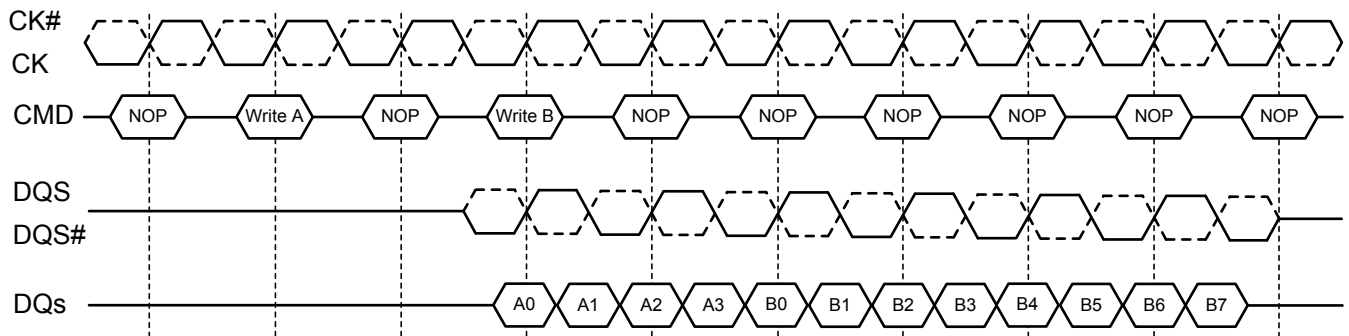 CK#
CK
CMD NOP Write A NOP Write B NOP NOP NOP NOP NOP NOP
DQS
DQS#
DQs A0 A1 A2 A3 B0 B1 B2 B3 B4 B5 B6 B7